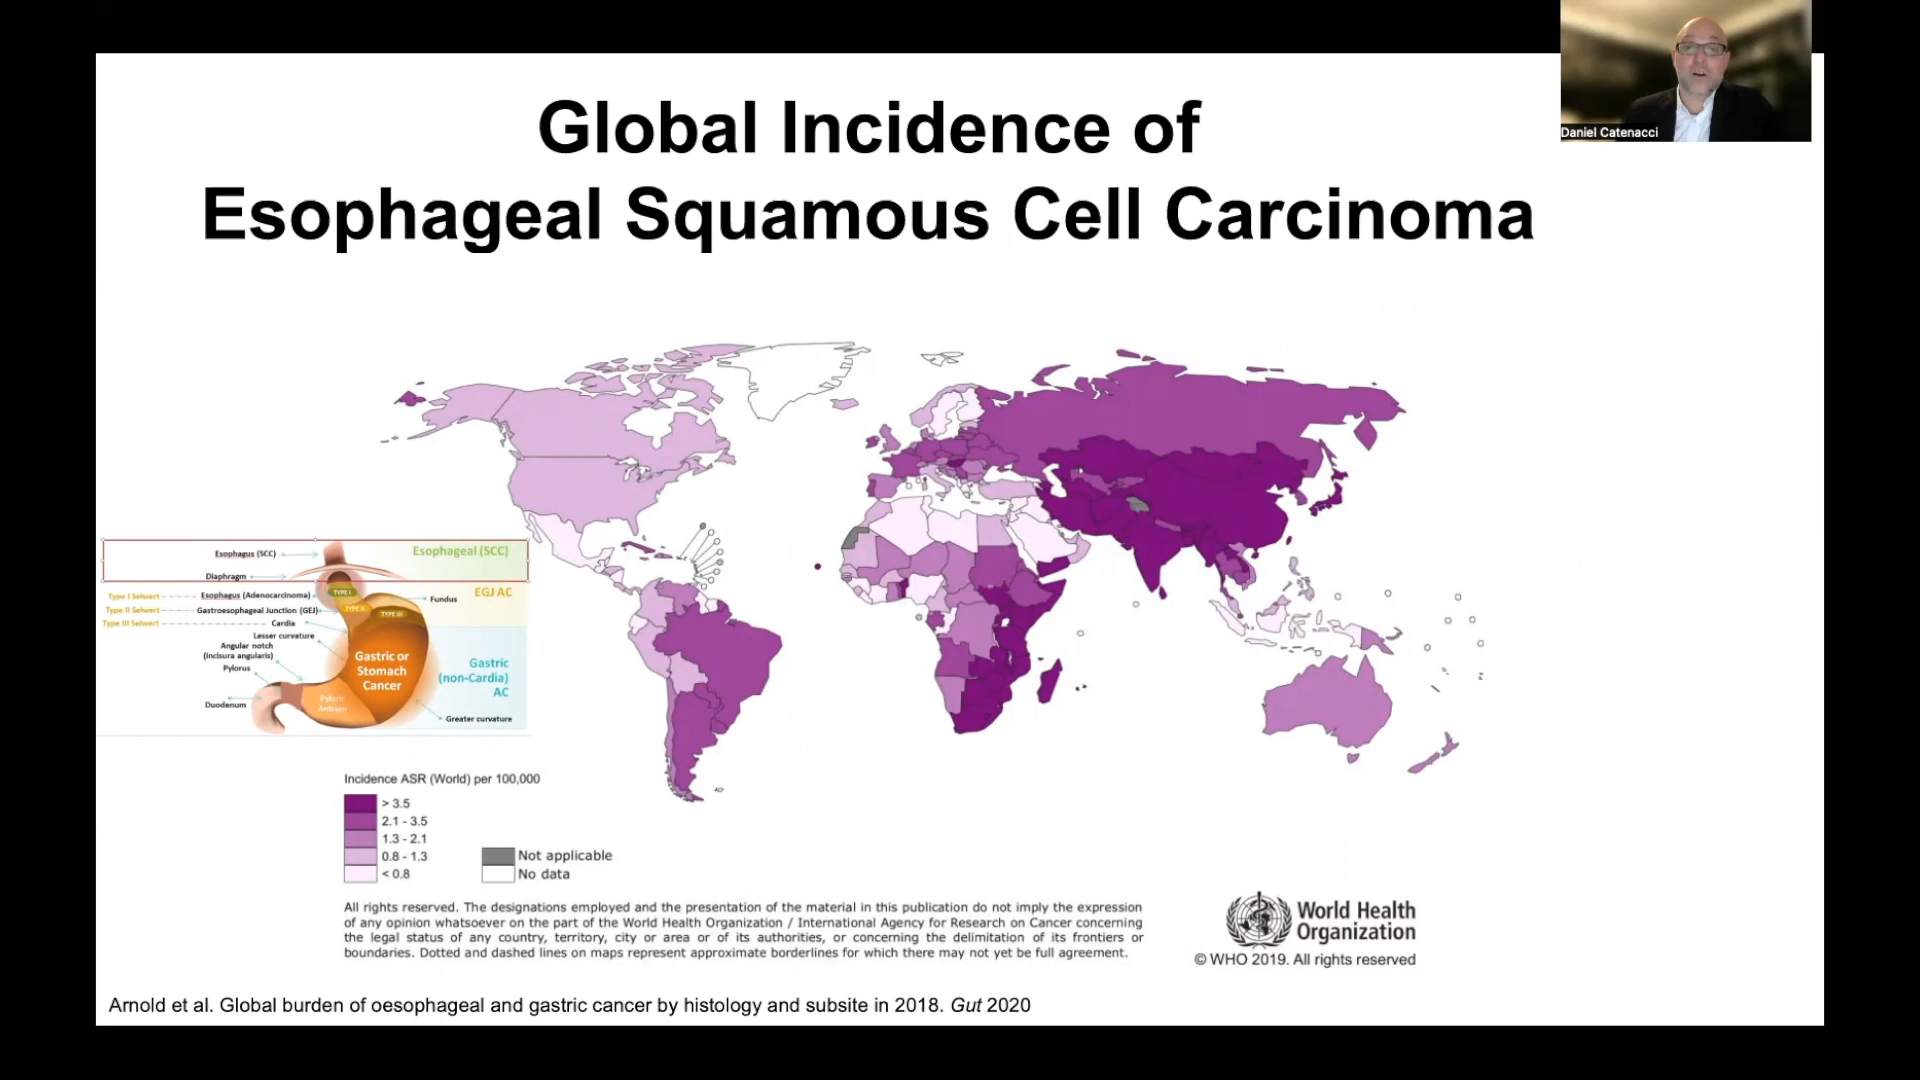 Daniel Catenacci
Global Incidence of
Esophageal Squamous Cell Carcinoma
Esophagus (SCC)
Esophageal (SCC)
Diaphragm
TYPE I
Type I Seiwert
Esophagus (Adenocarcinoma)
EGJ AC
Fundus
Type II Seiwert
Gastroesophageal Junction (GEJ)
TYPE II
TYPE III
Type III Seiwert
Cardia
Lesser curvature
Angular notch
(incisura angularis)
Pylorus
Gastric or
Stomach
Cancer
Gastric
(non-Cardia)
AC
Pyloric
Antrum
Duodenum
Greater curvature
Incidence ASR (World) per 100,000
> 3.5
2.1 - 3.5
1.3 - 2.1
0.8 - 1.3
< 0.8
Not applicable
No data
All rights reserved. The designations employed and the presentation of the material in this publication do not imply the expression
of any opinion whatsoever on the part of the World Health Organization / International Agency for Research on Cancer concerning
the legal status of any country, territory, city or area or of its authorities, or concerning the delimitation of its frontiers or
boundaries. Dotted and dashed lines on maps represent approximate borderlines for which there may not yet be full agreement.
World Health
Organization
© WHO 2019. All rights reserved
Arnold et al. Global burden of oesophageal and gastric cancer by histology and subsite in 2018. Gut 2020